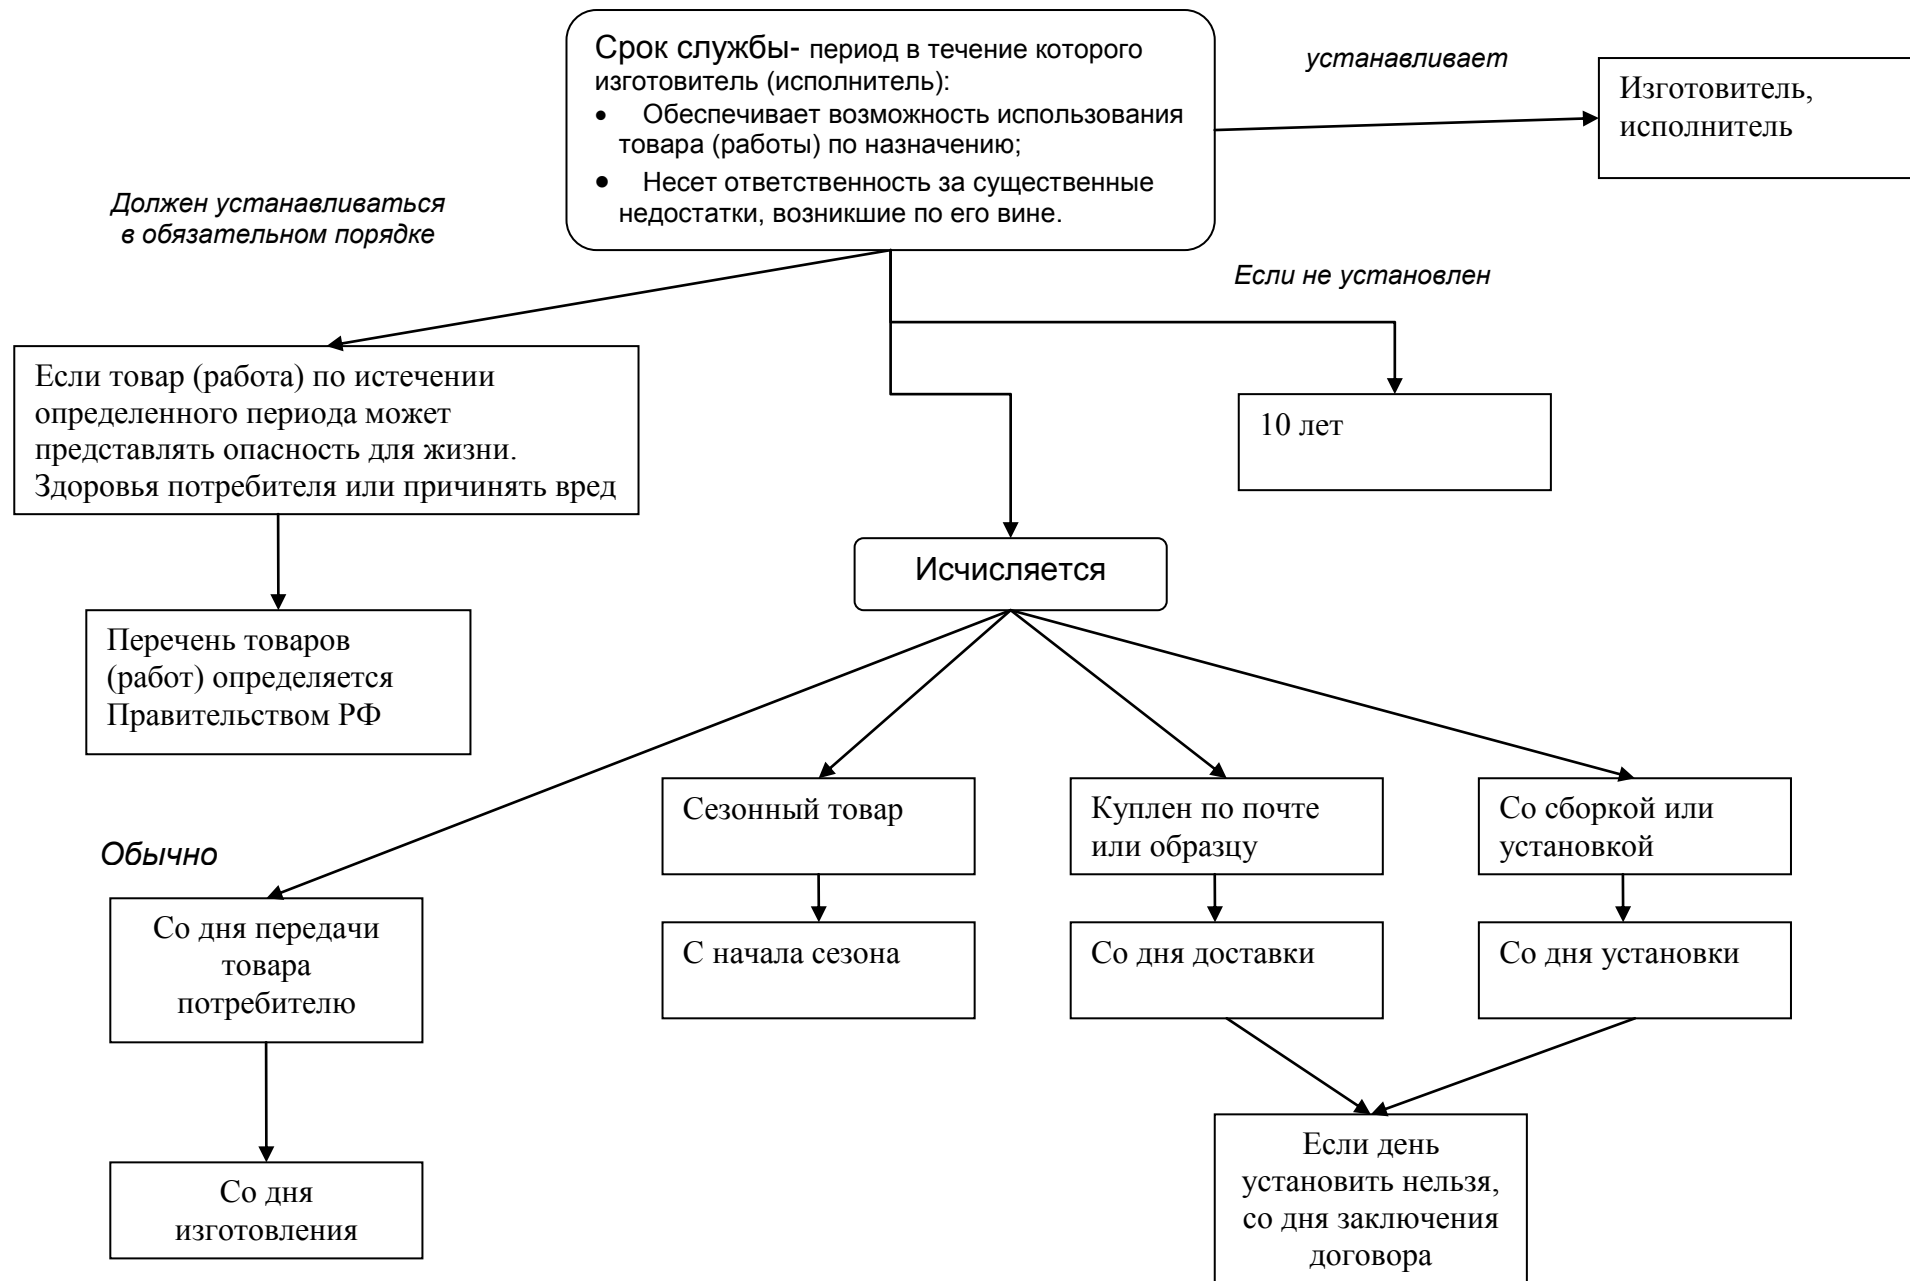 Срок службы- период в течение которого
изготовитель (исполнитель):
• Обеспечивает возможность использования
товара (работы) по назначению;
• Несет ответственность за существенные
недостатки, возникшие по его вине.
устанавливает
Изготовитель,
исполнитель
Должен устанавливаться
в обязательном порядке
Если не установлен
Если товар (работа) по истечении
определенного периода может
представлять опасность для жизни.
Здоровья потребителя или причинять вред
10 лет
Исчисляется
Перечень товаров
(работ) определяется
Правительством РФ
Обычно
Со дня передачи
товара
потребителю
Со дня
изготовления
Сезонный товар
С начала сезона
Куплен по почте
или образцу
Со дня доставки
Со сборкой или
установкой
Со дня установки
Если день
установить нельзя,
со дня заключения
договора